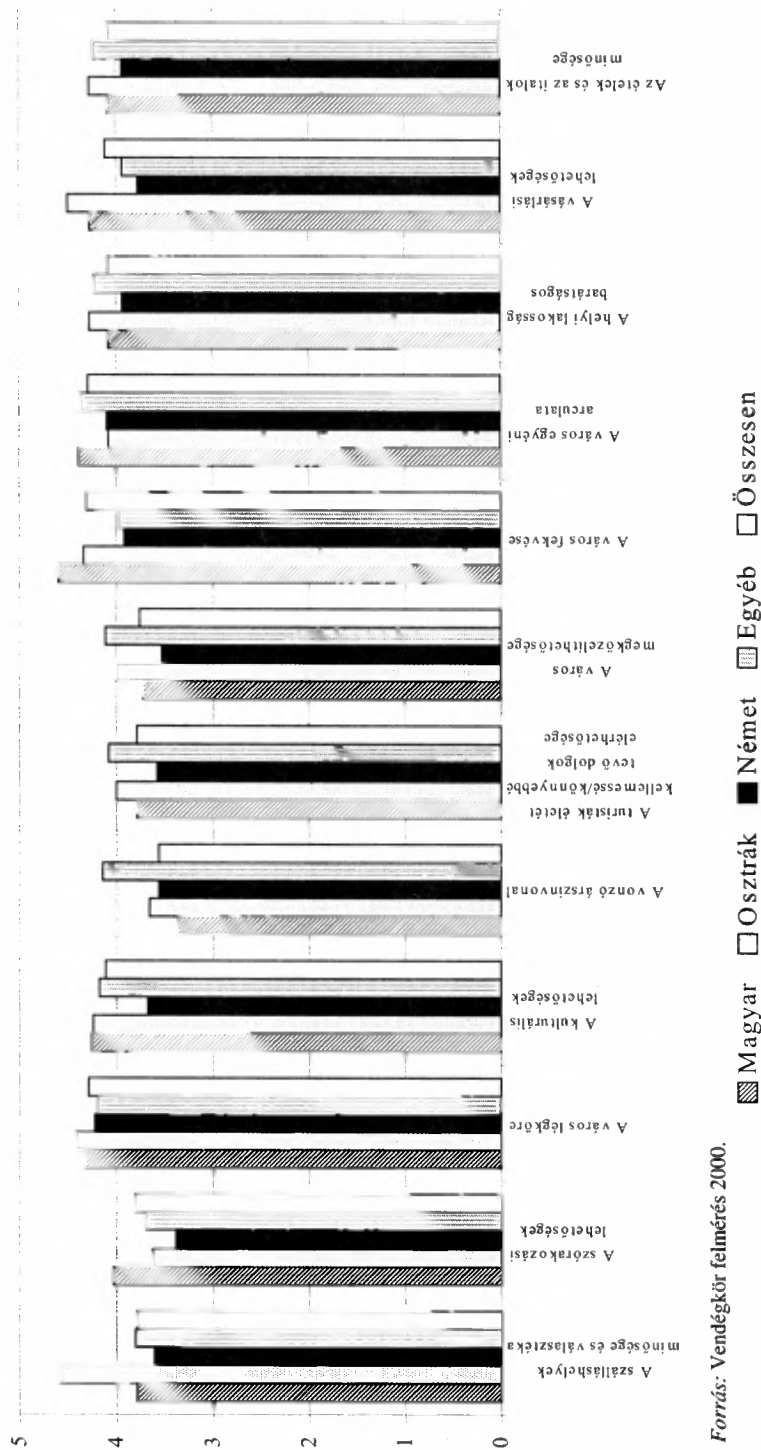 5
4
3
2
1
0
A szálláshelyek
minősége és választéka
A szórakozási
lehetőségek
A város légköre
A kulturális
lehetőségek
A vonzó árszínvonal
A turisták életét
kellemessé/könnyebbé
tevő dolgok
elérhetősége
A város
megközelíthetősége
A város fekvése
A város egyéni
arculata
A helyi lakosság
barátságos
A vásárlási
lehetőségek
Az ételek és az italok
minősége
Magyar
Osztrák
Német
Egyéb
Összesen
Forrás: Vendégkör felmérés 2000.